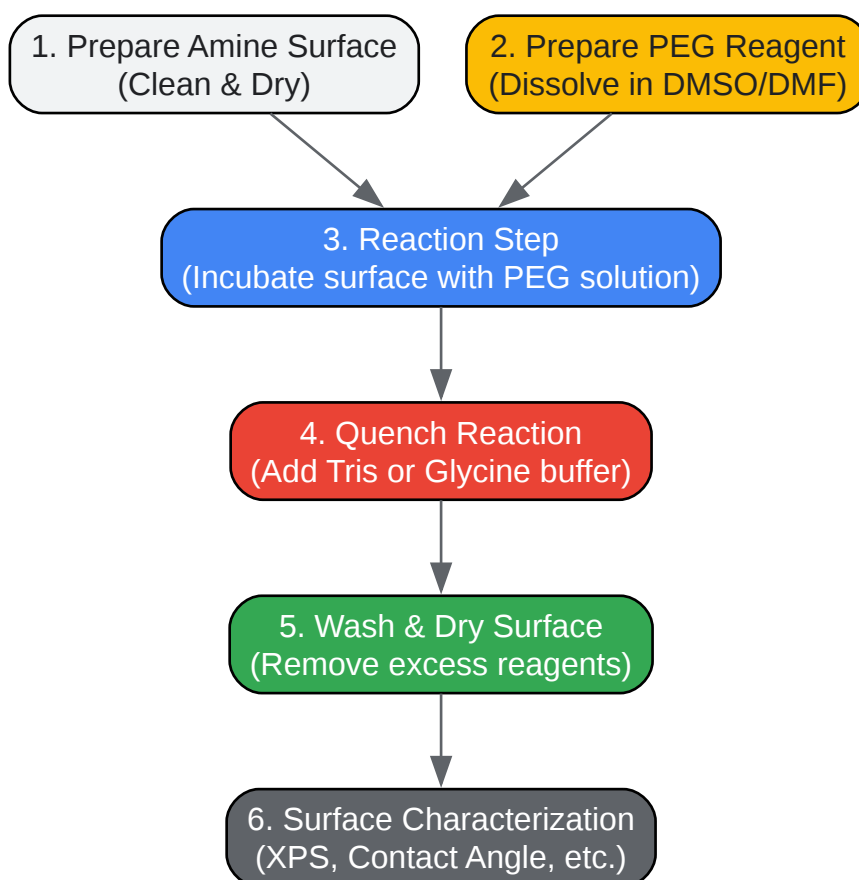 1. Prepare Amine Surface
(Clean & Dry)
2. Prepare PEG Reagent
(Dissolve in DMSO/DMF)
3. Reaction Step
(Incubate surface with PEG solution)
4. Quench Reaction
(Add Tris or Glycine buffer)
5. Wash & Dry Surface
(Remove excess reagents)
6. Surface Characterization
(XPS, Contact Angle, etc.)